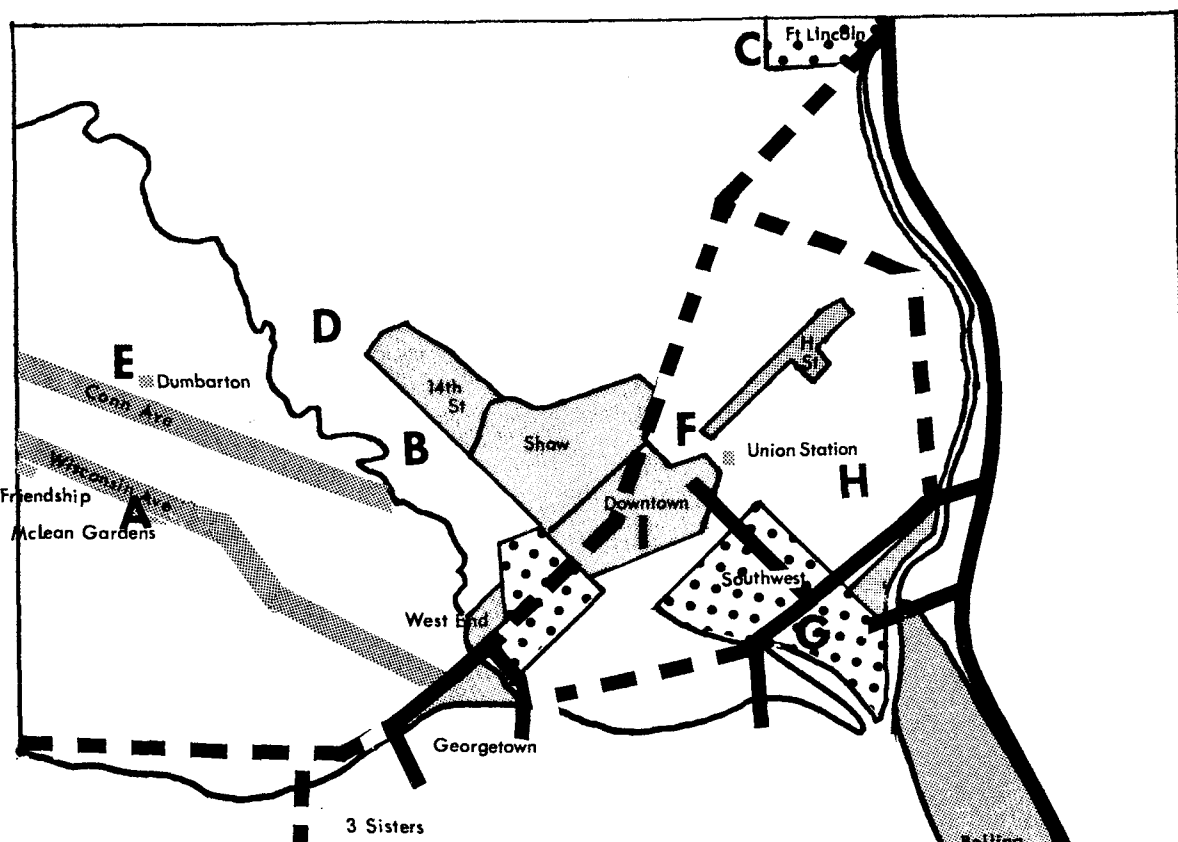 C
Ft Lincoln
D
H
St
E
Dumbarton
14th
St
Conn Ave
B
Shaw
F
Union Station
Wisconsin Ave
H
Friendship
A
Downtown
McLean Gardens
Southwest
West End
G
Georgetown
3 Sisters
Bolling